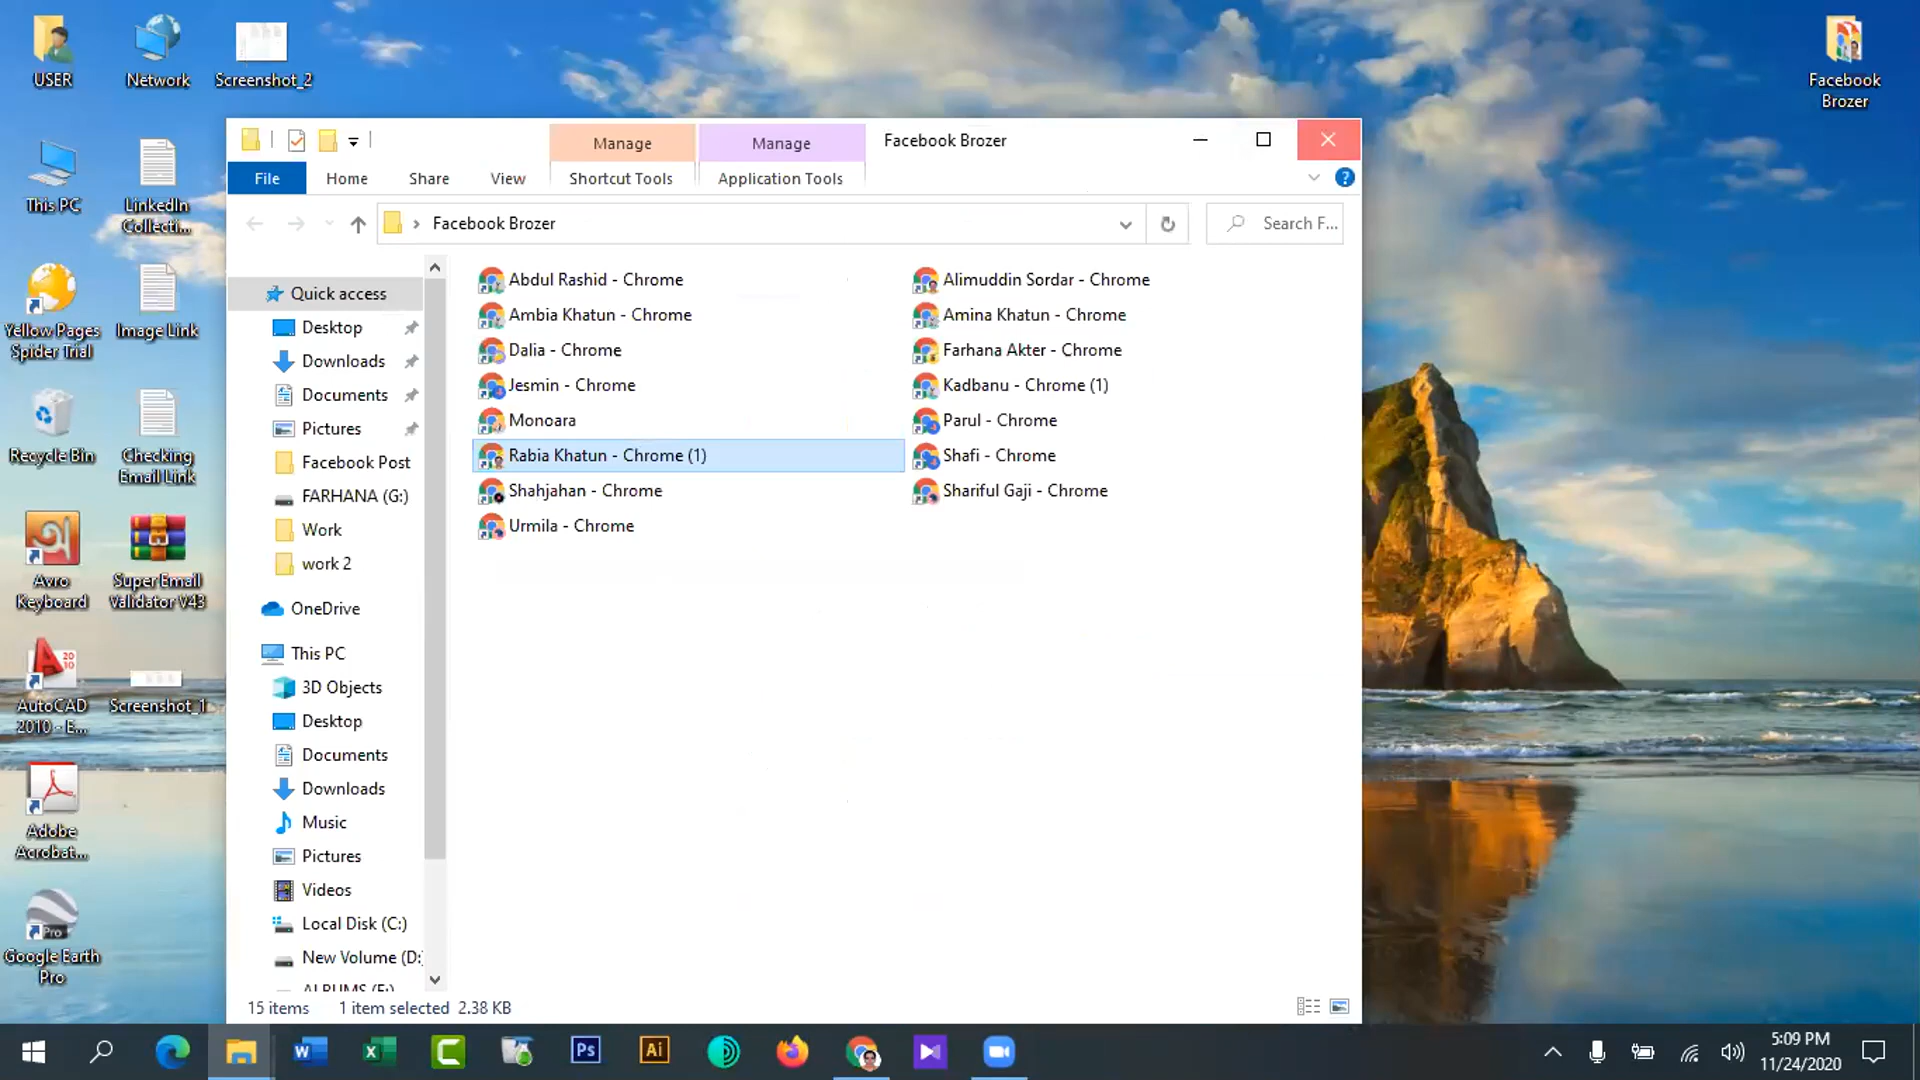 USER
Network
Screenshot_2
Facebook
Brozer
This PC
LinkedIn
Collecti...
Yellow Pages
Spider Trial
Image Link
Recycle Bin
Checking
Email Link
Avro
Keyboard
Super Email
Validator V43
AutoCAD
2010 - E...
Screenshot_1
Adobe
Acrobat...
Google Earth
Pro
Manage
Manage
Facebook Brozer
File
Home
Share
View
Shortcut Tools
Application Tools
Facebook Brozer
Search F...
Quick access
Desktop
Downloads
Documents
Pictures
Facebook Post
FARHANA (G:)
Work
work 2
OneDrive
This PC
3D Objects
Desktop
Documents
Downloads
Music
Pictures
Videos
Local Disk (C:)
New Volume (D:)
Abdul Rashid - Chrome
Alimuddin Sordar - Chrome
Ambia Khatun - Chrome
Amina Khatun - Chrome
Dalia - Chrome
Farhana Akter - Chrome
Jesmin - Chrome
Kadbanu - Chrome (1)
Monoara
Parul - Chrome
Rabia Khatun - Chrome (1)
Shafi - Chrome
Shahjahan - Chrome
Shariful Gaji - Chrome
Urmila - Chrome
15 items
1 item selected 2.38 KB
5:09 PM
11/24/2020